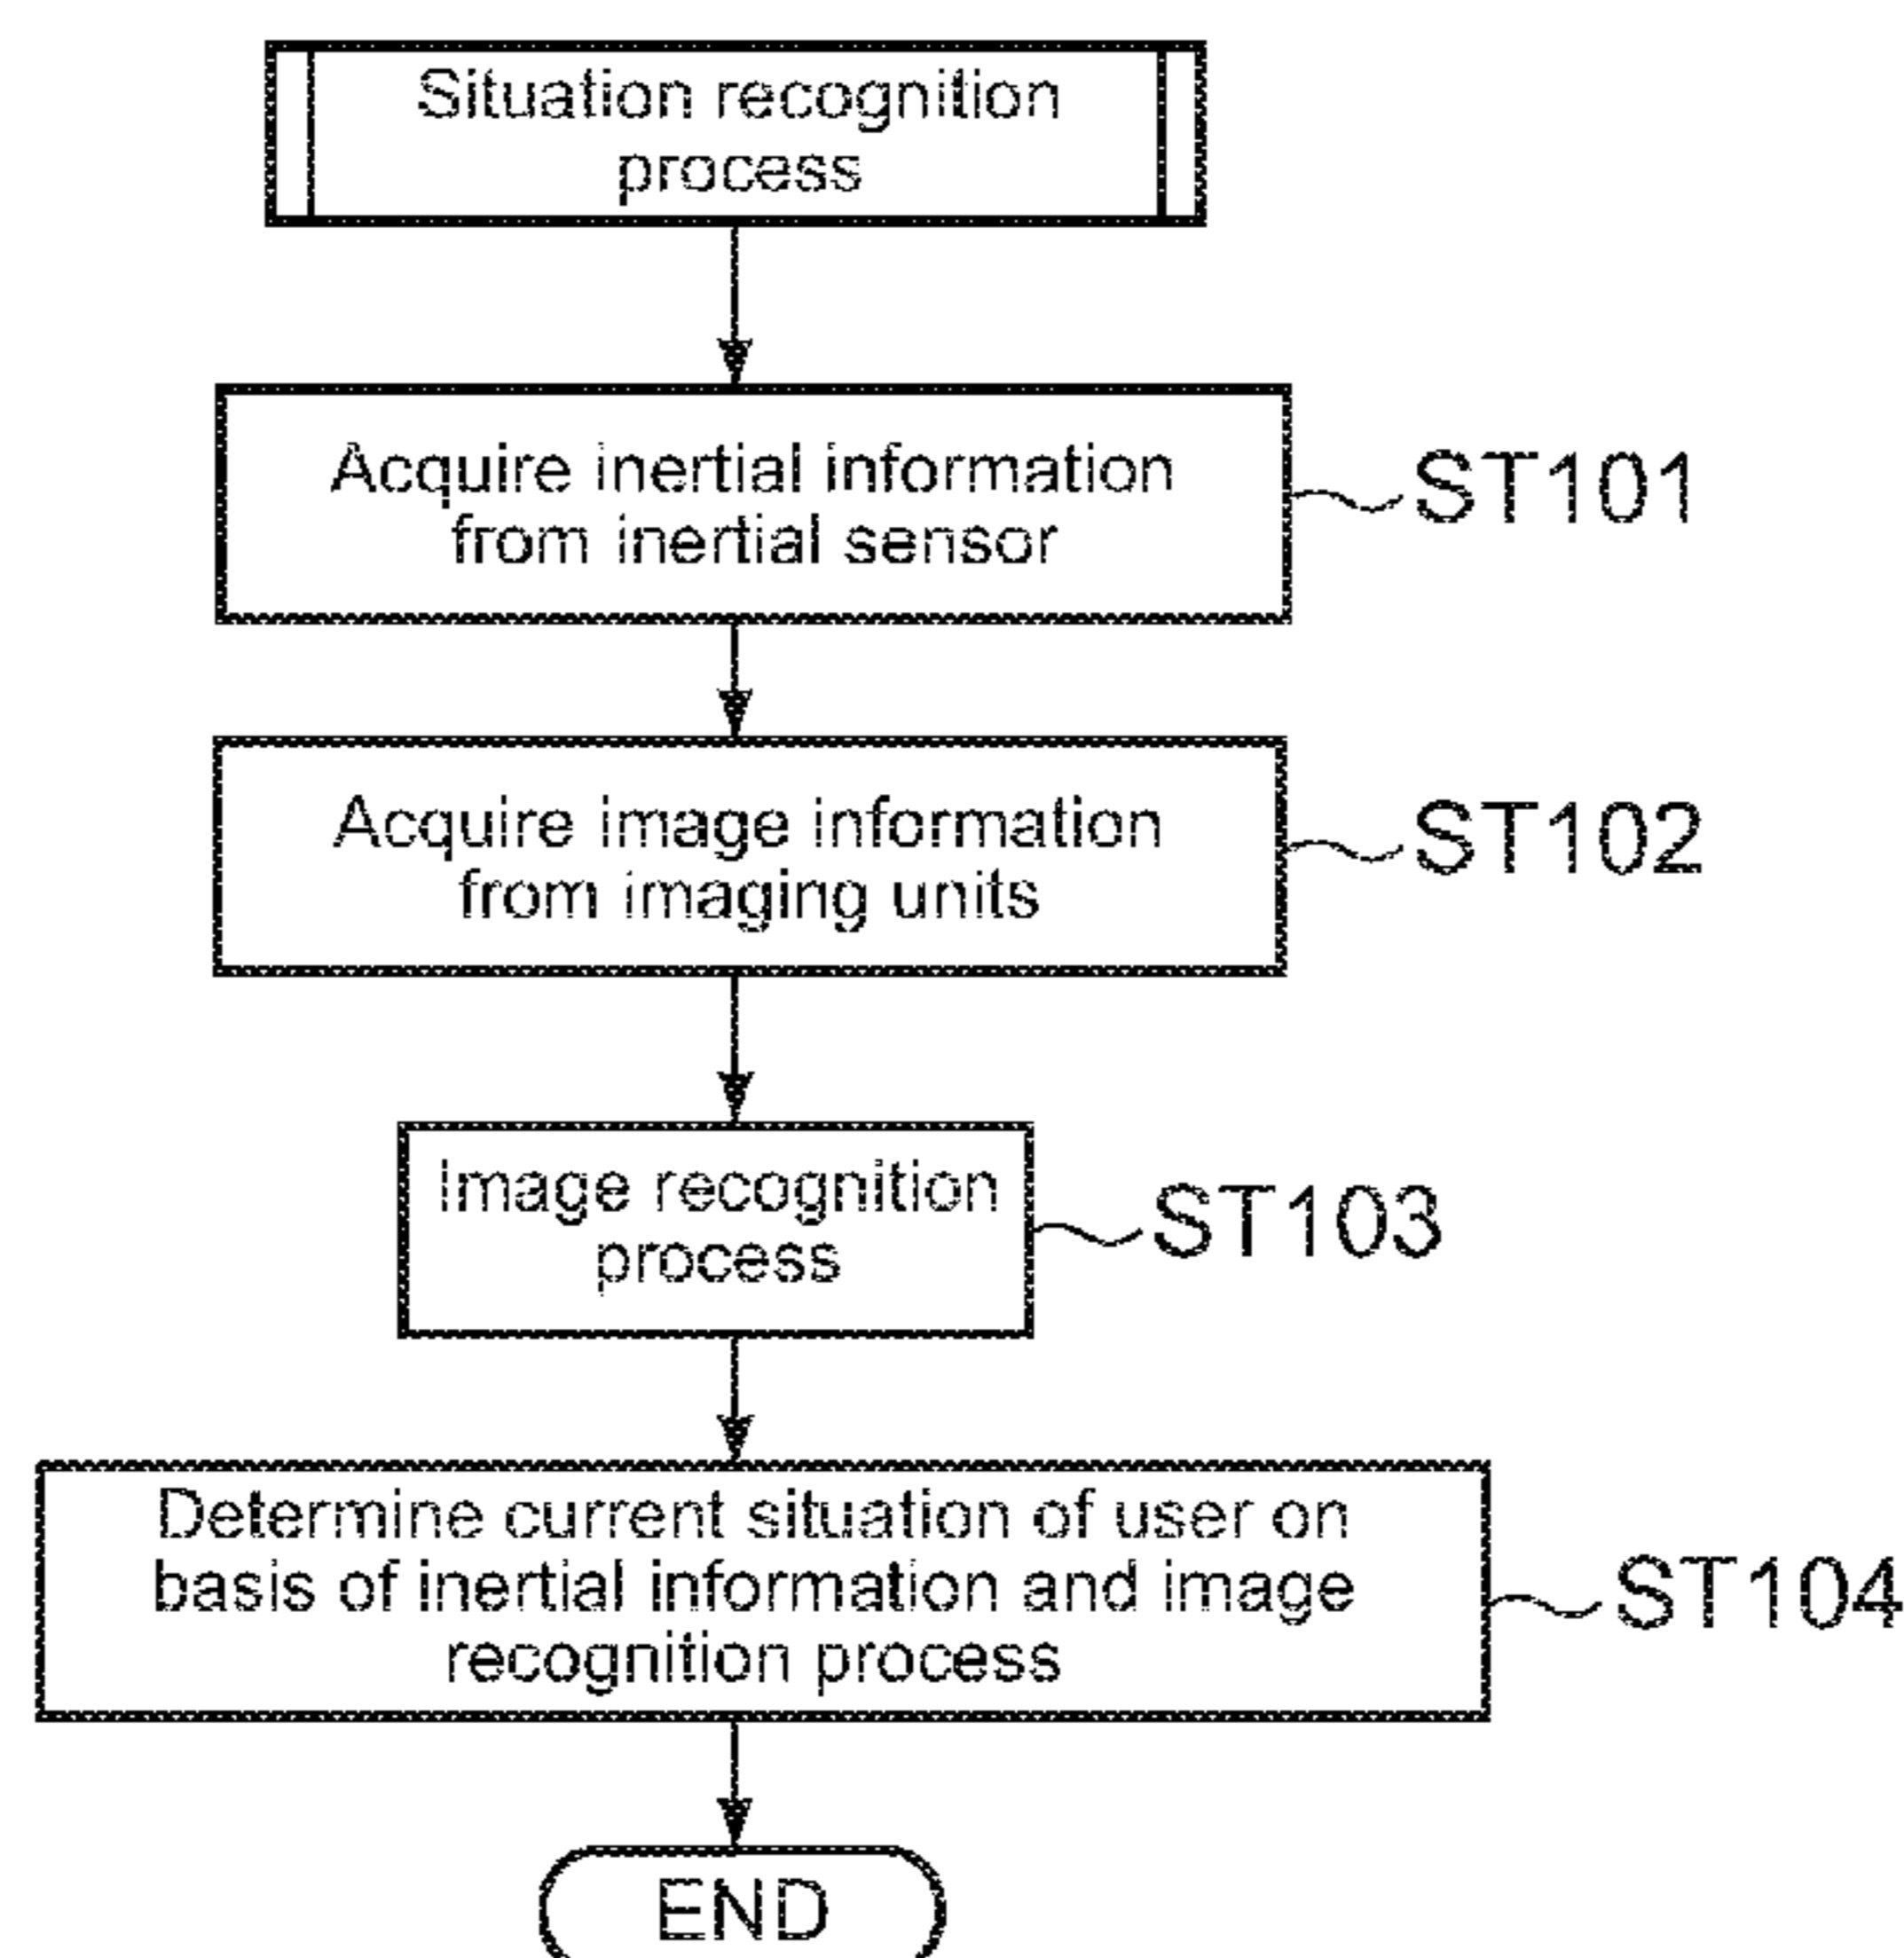 Situation recognition
process
Acquire inertial information
from inertial sensor
ST101
Acquire image information
from imaging units
ST102
Image recognition
process
ST103
Determine current situation of user on
basis of inertial information and image
recognition process
ST104
END